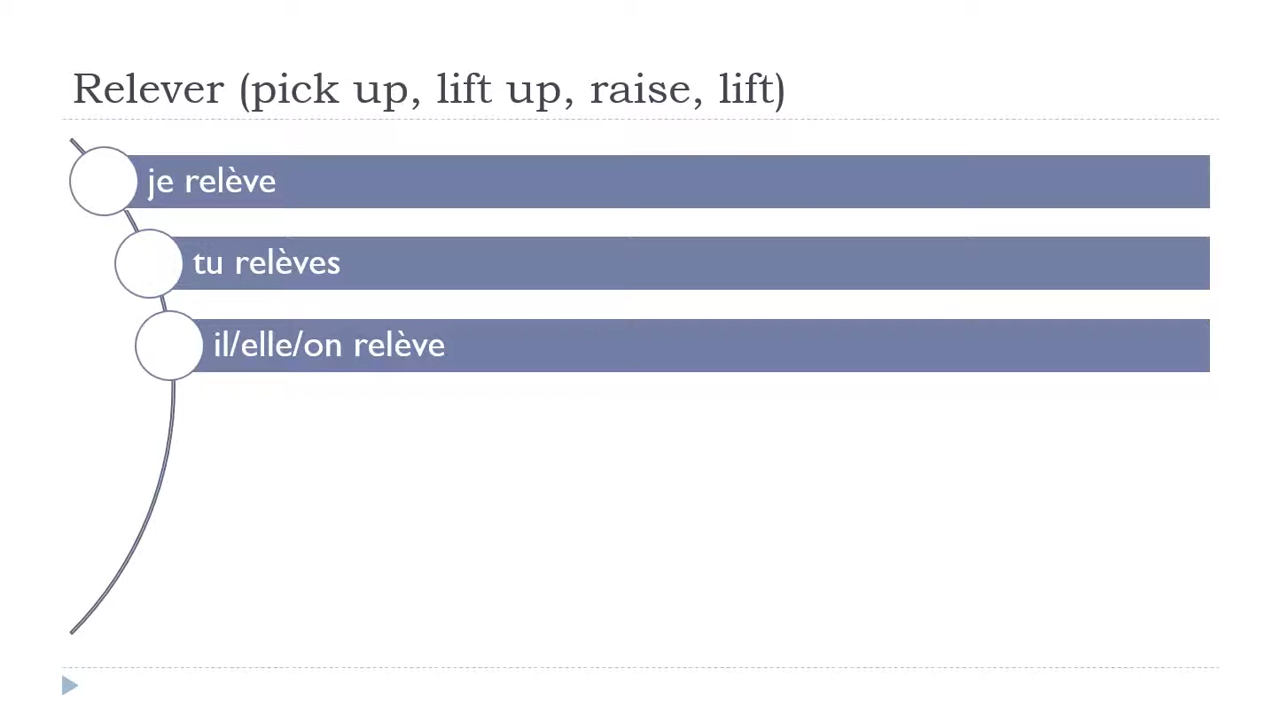 Relever (pick up, lift up, raise, lift)
je relève
tu relèves
il/elle/on relève